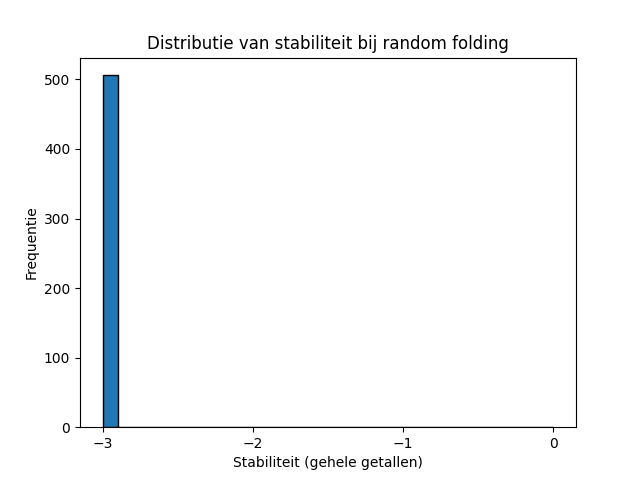 Distributie van stabiliteit bij random folding
500
400
300
200
100
0
Frequentie
−3 −2 −1 0
Stabiliteit (gehele getallen)